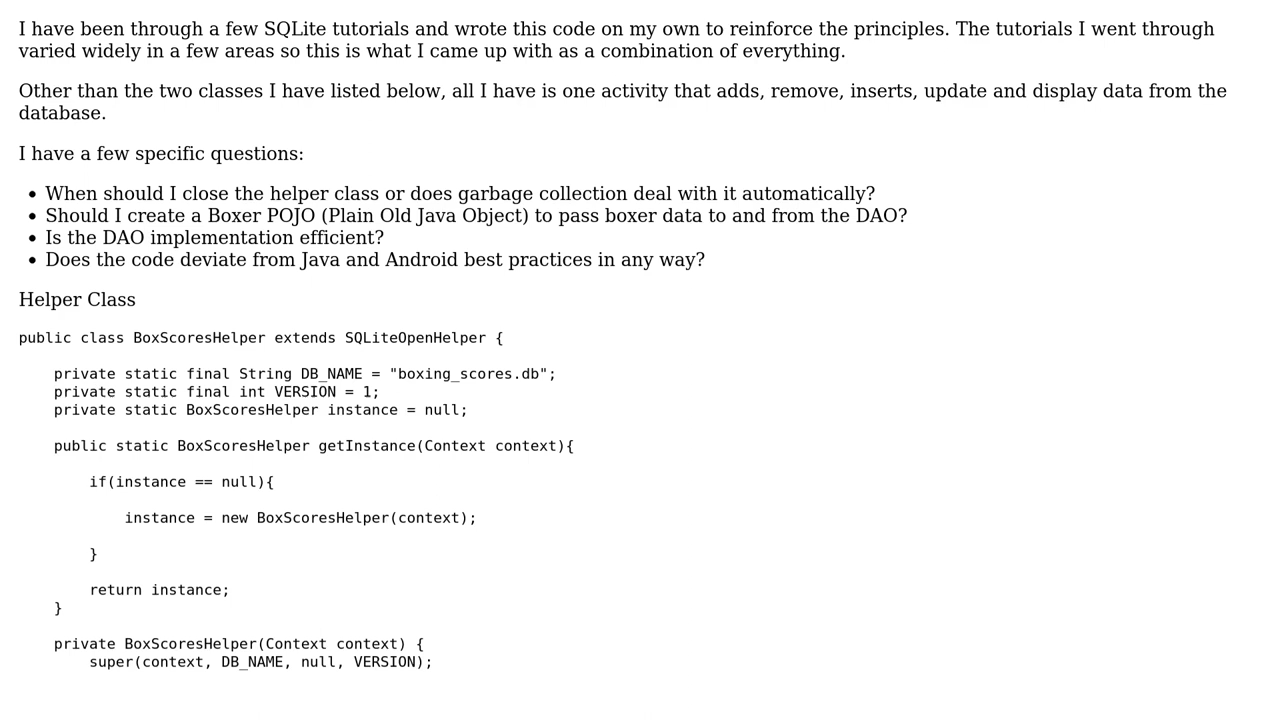 I have been through a few SQLite tutorials and wrote this code on my own to reinforce the principles. The tutorials I went through
varied widely in a few areas so this is what I came up with as a combination of everything.
Other than the two classes I have listed below, all I have is one activity that adds, remove, inserts, update and display data from the
database.
I have a few specific questions:
• When should I close the helper class or does garbage collection deal with it automatically?
• Should I create a Boxer POJO (Plain Old Java Object) to pass boxer data to and from the DAO?
• Is the DAO implementation efficient?
• Does the code deviate from Java and Android best practices in any way?
Helper Class
public class BoxScoresHelper extends SQLiteOpenHelper {
    private static final String DB_NAME = "boxing_scores.db";
    private static final int VERSION = 1;
    private static BoxScoresHelper instance = null;
    public static BoxScoresHelper getInstance(Context context){
        if(instance == null){
            instance = new BoxScoresHelper(context);
        }
        return instance;
    }
    private BoxScoresHelper(Context context) {
        super(context, DB_NAME, null, VERSION);